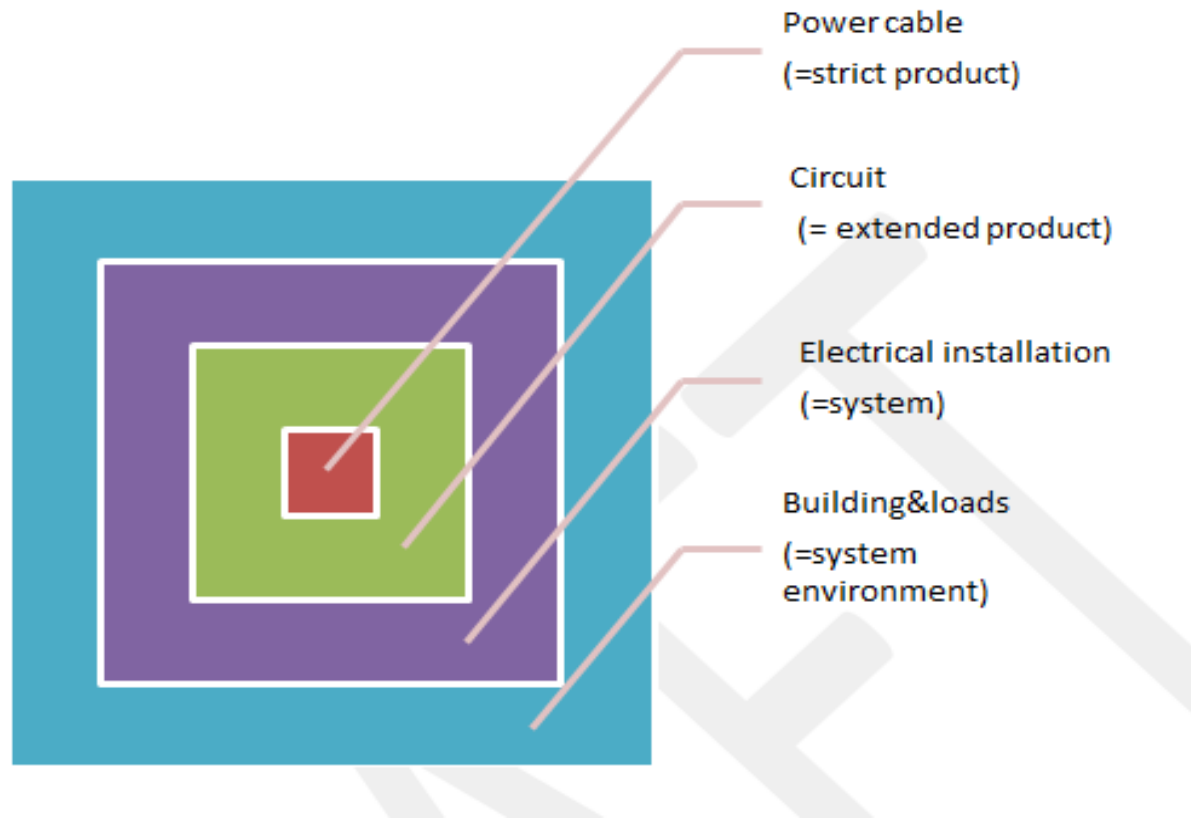 Power cable
(=strict product)
Circuit
(= extended product)
Electrical installation
(=system)
Building&loads
(=system
environment)